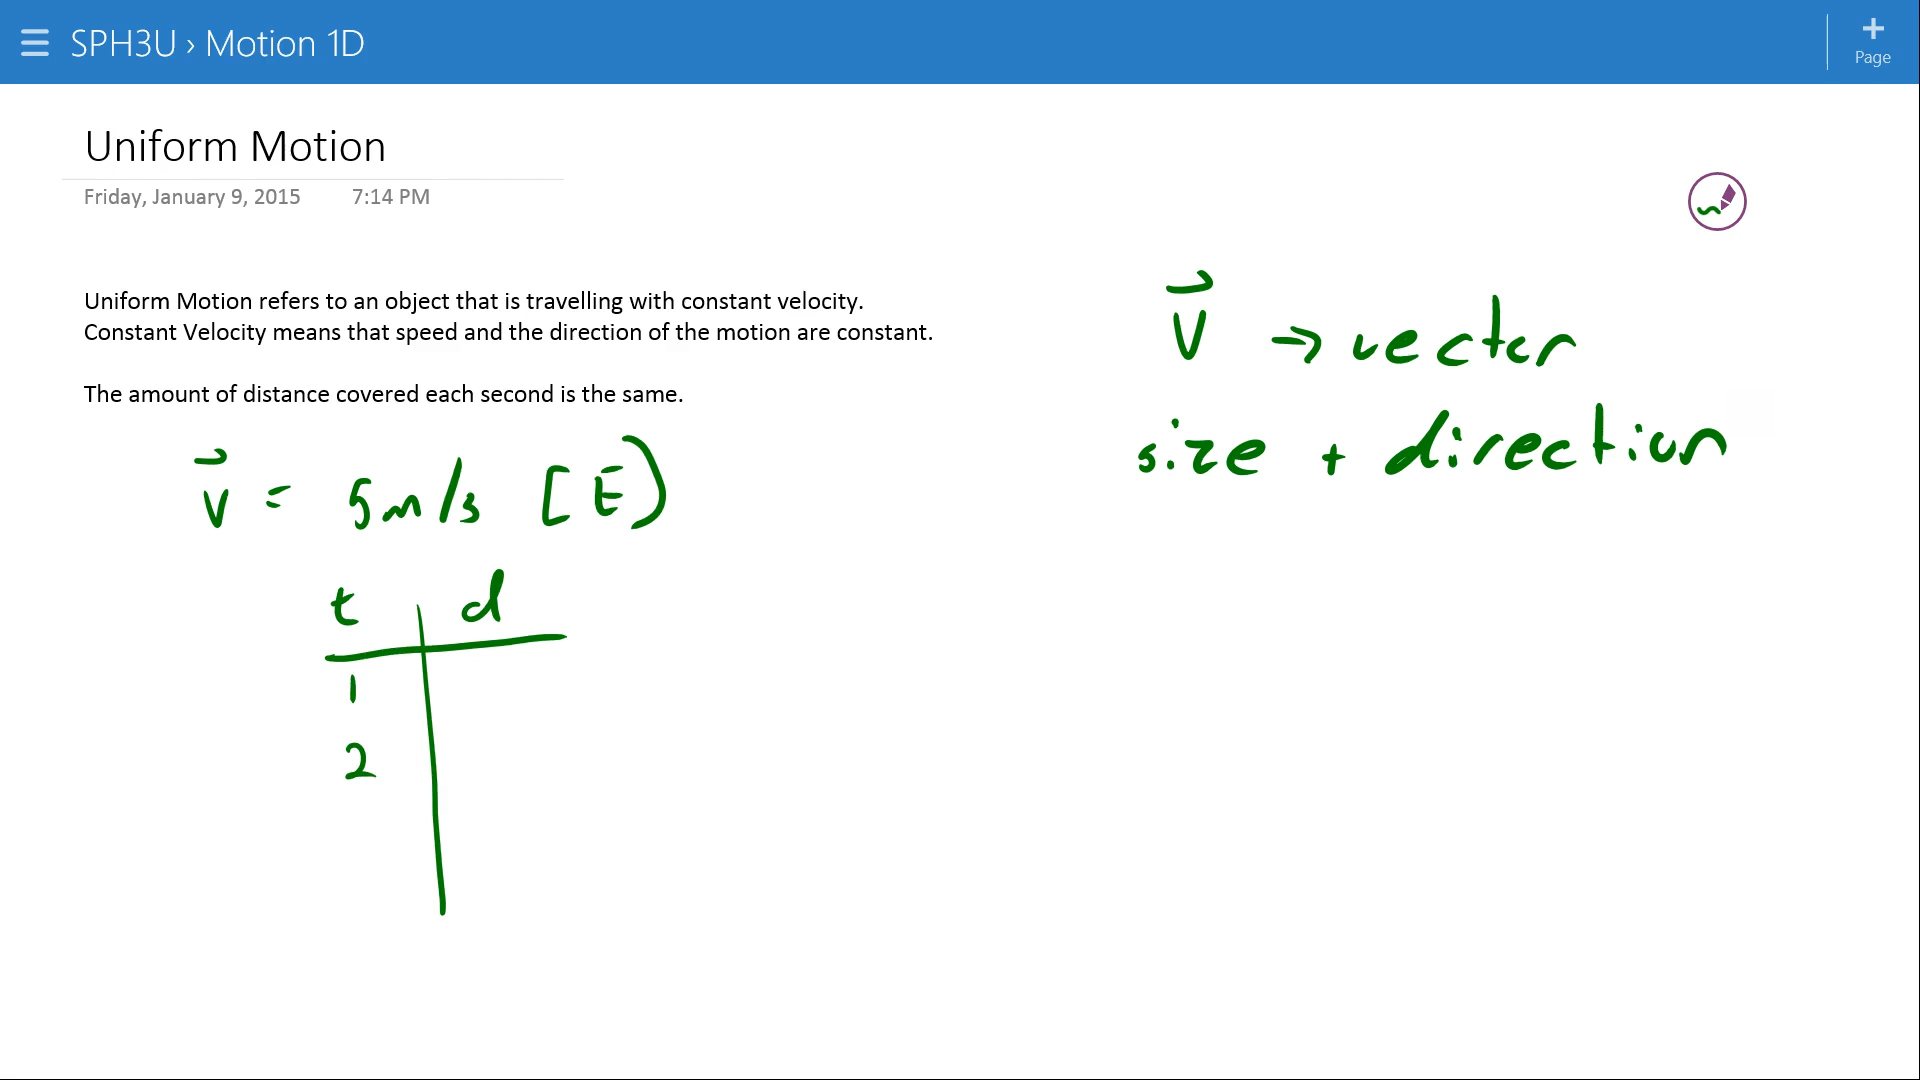 SPH3U › Motion 1D
+
Page
Uniform Motion
Friday, January 9, 2015 7:14 PM
Uniform Motion refers to an object that is travelling with constant velocity.
Constant Velocity means that speed and the direction of the motion are constant.
The amount of distance covered each second is the same.
v⃗ = 5m/s [E]
t d
1
2
v⃗ → vector
size + direction